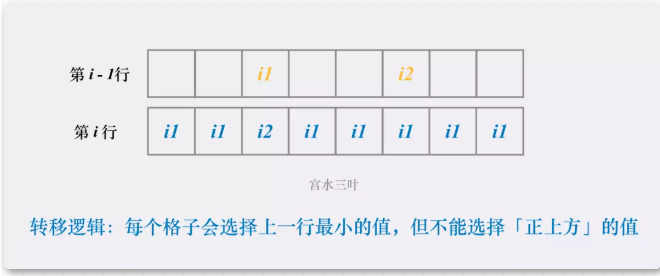 第 i - 1行 i1 i2
第 i 行 i1 i1 i2 i1 i1 i1 i1 i1
宫水三叶
转移逻辑：每个格子会选择上一行最小的值，但不能选择「正上方」的值